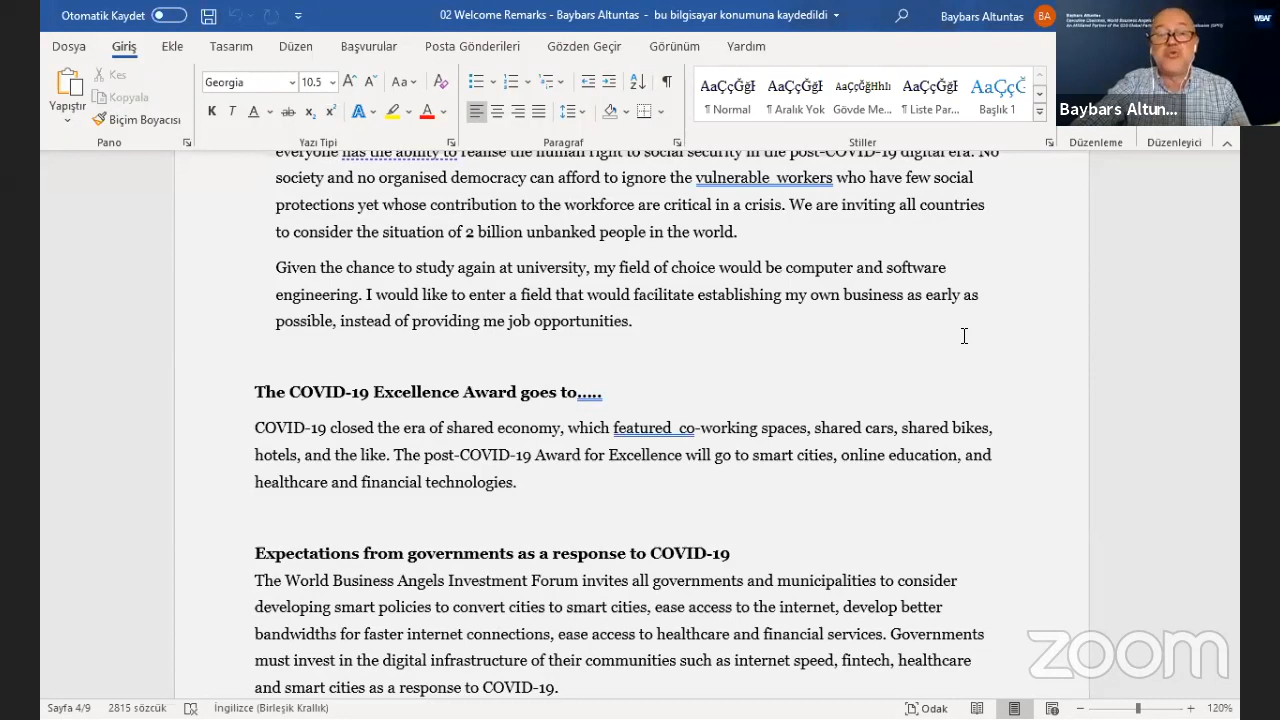 Otomatik Kaydet
02 Welcome Remarks - Baybars Altuntas - bu bilgisayar konumuna kaydedildi
Baybars Altuntas
BA
Dosya Giriş Ekle Tasarım Düzen Başvurular Posta Gönderileri Gözden Geçir Görünüm Yardım
Yapıştır
Kes
Kopyala
Biçim Boyacısı
Georgia 10.5
AaÇçĞğI AaÇçĞğI AaÇçĞğHhIı AaÇçĞğI AaÇçĞ
¶ Normal ¶ Aralık Yok Gövde Me... ¶ Liste Par... Başlık 1
Pano Yazı Tipi Paragraf Stiller Düzenleme Düzenleyici
Baybars Altun...
everyone has the ability to realise the human right to social security in the post-COVID-19 digital era. No
society and no organised democracy can afford to ignore the vulnerable workers who have few social
protections yet whose contribution to the workforce are critical in a crisis. We are inviting all countries
to consider the situation of 2 billion unbanked people in the world.
Given the chance to study again at university, my field of choice would be computer and software
engineering. I would like to enter a field that would facilitate establishing my own business as early as
possible, instead of providing me job opportunities.
The COVID-19 Excellence Award goes to.....
COVID-19 closed the era of shared economy, which featured co-working spaces, shared cars, shared bikes,
hotels, and the like. The post-COVID-19 Award for Excellence will go to smart cities, online education, and
healthcare and financial technologies.
Expectations from governments as a response to COVID-19
The World Business Angels Investment Forum invites all governments and municipalities to consider
developing smart policies to convert cities to smart cities, ease access to the internet, develop better
bandwidths for faster internet connections, ease access to healthcare and financial services. Governments
must invest in the digital infrastructure of their communities such as internet speed, fintech, healthcare
and smart cities as a response to COVID-19.
zoom
Sayfa 4/9 2815 sözcük İngilizce (Birleşik Krallık) Odak 120%